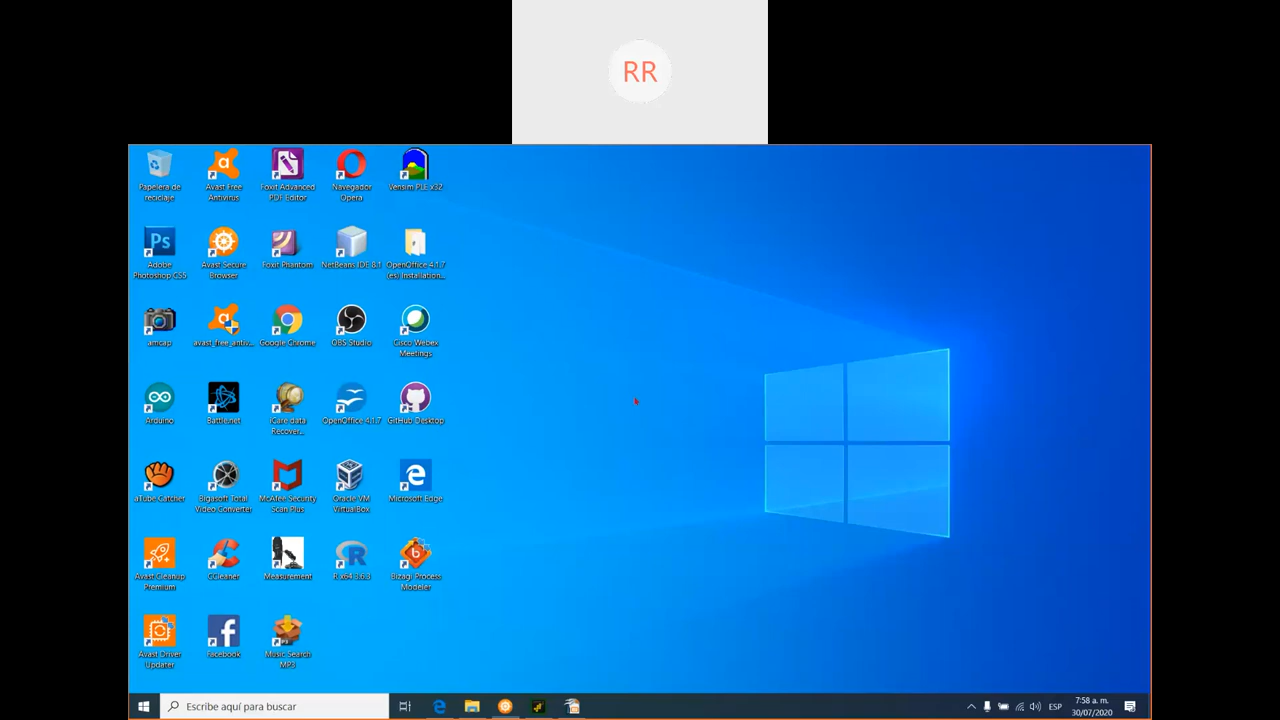 RR
Papelera de
reciclaje
Avast Free
Antivirus
Foxit Advanced
PDF Editor
Navegador
Opera
Vensim PLE x32
Ps
Adobe
Photoshop CS5
Avast Secure
Browser
Foxit Phantom
NetBeans IDE 8.1
OpenOffice 4.1.7
(es) Installation...
amcap
avast_free_antiv...
Google Chrome
OBS Studio
Cisco Webex
Meetings
Arduino
Battle.net
iCare data
Recover...
OpenOffice 4.1.7
GitHub Desktop
aTube Catcher
Bigasoft Total
Video Converter
McAfee Security
Scan Plus
Oracle VM
VirtualBox
Microsoft Edge
Avast Cleanup
Premium
CCleaner
Measurement
R x64 3.6.3
Bizagi Process
Modeler
Avast Driver
Updater
Facebook
Music Search
MP3
Escribe aquí para buscar
ESP
7:58 a. m.
30/07/2020